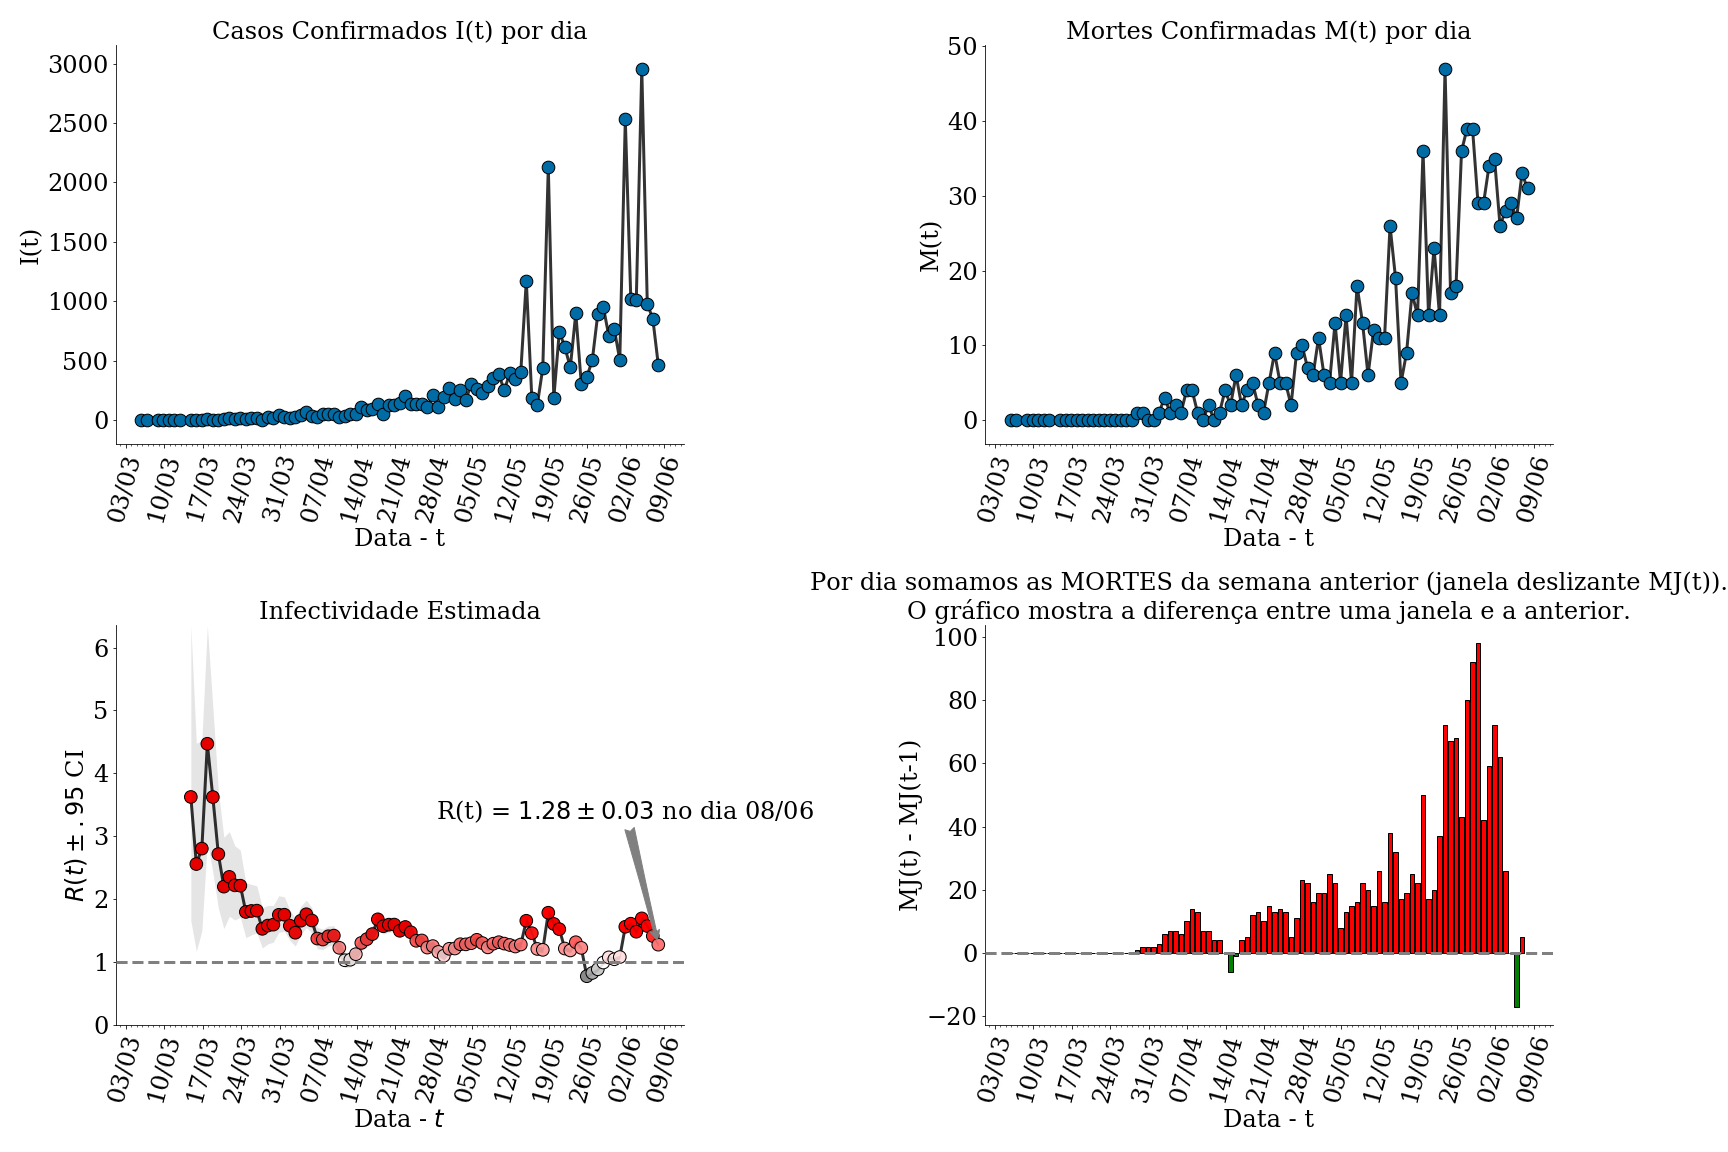 Casos Confirmados I(t) por dia
3000
2500
2000
1500
1000
500
0
I(t)
03/03 10/03 17/03 24/03 31/03 07/04 14/04 21/04 28/04 05/05 12/05 19/05 26/05 02/06 09/06
Data - t
Mortes Confirmadas M(t) por dia
50
40
30
20
10
0
M(t)
03/03 10/03 17/03 24/03 31/03 07/04 14/04 21/04 28/04 05/05 12/05 19/05 26/05 02/06 09/06
Data - t
Infectividade Estimada
6
5
4
3
2
1
0
R(t) ± .95 CI
R(t) = 1.28 ± 0.03 no dia 08/06
03/03 10/03 17/03 24/03 31/03 07/04 14/04 21/04 28/04 05/05 12/05 19/05 26/05 02/06 09/06
Data - t
Por dia somamos as MORTES da semana anterior (janela deslizante MJ(t)).
O gráfico mostra a diferença entre uma janela e a anterior.
100
80
60
40
20
0
−20
MJ(t) - MJ(t-1)
03/03 10/03 17/03 24/03 31/03 07/04 14/04 21/04 28/04 05/05 12/05 19/05 26/05 02/06 09/06
Data - t